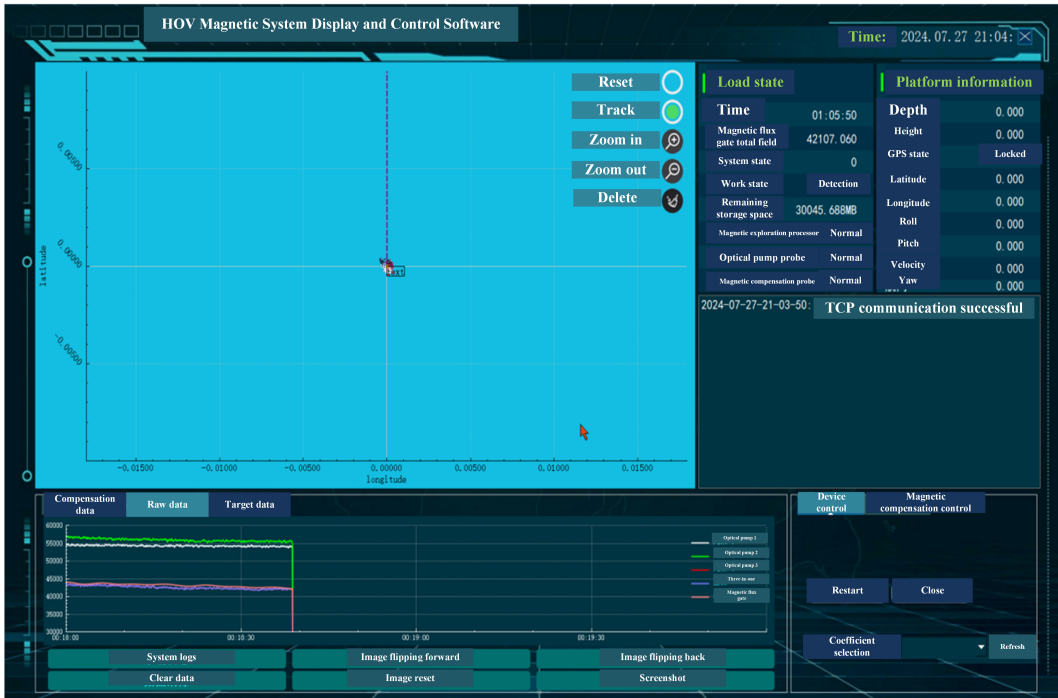 HOV Magnetic System Display and Control Software
Time: 2024.07.27 21:04:
Reset
Track
Zoom in
Zoom out
Delete
0.00500
0.00000
-0.00500
latitude
-0.01500 -0.01000 -0.00500 0.00000 0.00500 0.01000 0.01500
longitude
Load state
Time 01:05:50
Magnetic flux
gate total field 42107.060
System state 0
Work state Detection
Remaining
storage space 30045.688MB
Magnetic exploration processor Normal
Optical pump probe Normal
Magnetic compensation probe Normal
Platform information
Depth 0.000
Height 0.000
GPS state Locked
Latitude 0.000
Longitude 0.000
Roll 0.000
Pitch 0.000
Velocity 0.000
Yaw 0.000
2024-07-27-21-03-50: TCP communication successful
Compensation
data
Raw data
Target data
60000
55000
50000
45000
40000
35000
30000
00:18:00 00:18:30 00:19:00 00:19:30
Optical pump 1
Optical pump 2
Optical pump 3
Three-in-one
Magnetic flux
gate
System logs
Image flipping forward
Image flipping back
Clear data
Image reset
Screenshot
Device
control
Magnetic
compensation control
Restart
Close
Coefficient
selection
Refresh